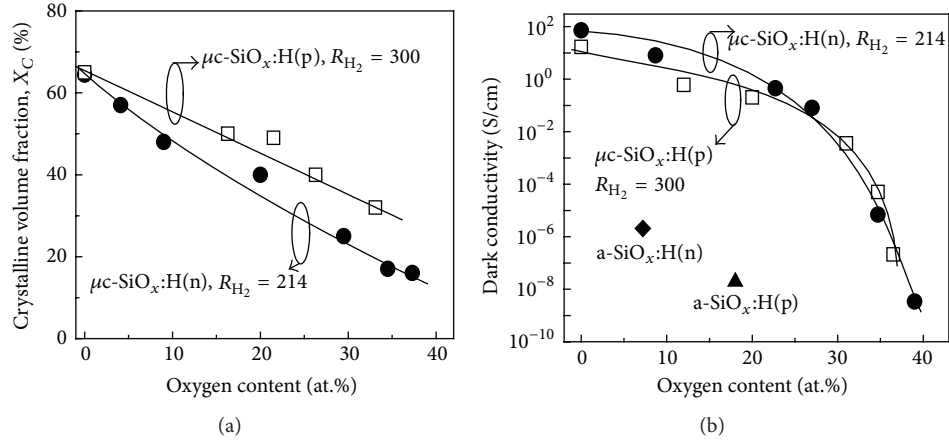 80
60
40
20
0
Crystalline volume fraction, X_C (%)
μc-SiO_x:H(p), R_H₂ = 300
μc-SiO_x:H(n), R_H₂ = 214
0 10 20 30 40
Oxygen content (at.%)
(a)
10^2
10^0
10^−2
10^−4
10^−6
10^−8
10^−10
Dark conductivity (S/cm)
μc-SiO_x:H(n), R_H₂ = 214
μc-SiO_x:H(p)
R_H₂ = 300
a-SiO_x:H(n)
a-SiO_x:H(p)
0 10 20 30 40
Oxygen content (at.%)
(b)